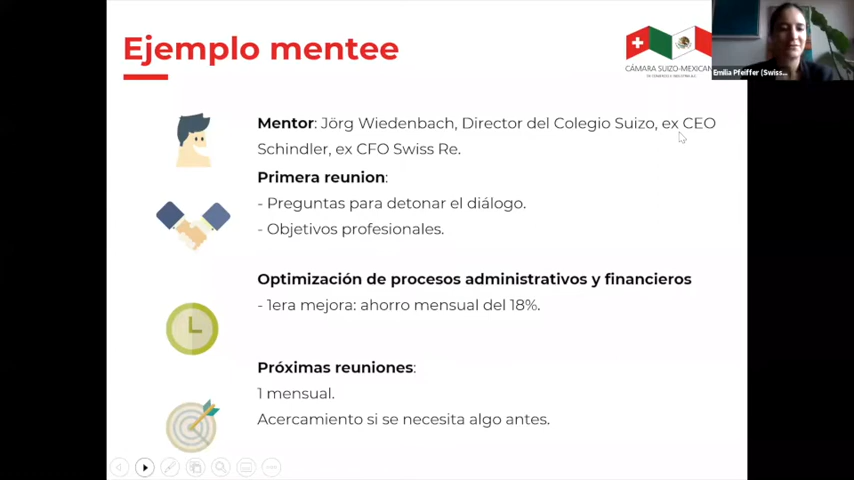 Ejemplo mentee
CÁMARA SUIZO-MEXICAN
Emilia Pfeiffer (Swiss...
Mentor: Jörg Wiedenbach, Director del Colegio Suizo, ex CEO
Schindler, ex CFO Swiss Re.
Primera reunion:
- Preguntas para detonar el diálogo.
- Objetivos profesionales.
Optimización de procesos administrativos y financieros
- 1era mejora: ahorro mensual del 18%.
Próximas reuniones:
1 mensual.
Acercamiento si se necesita algo antes.